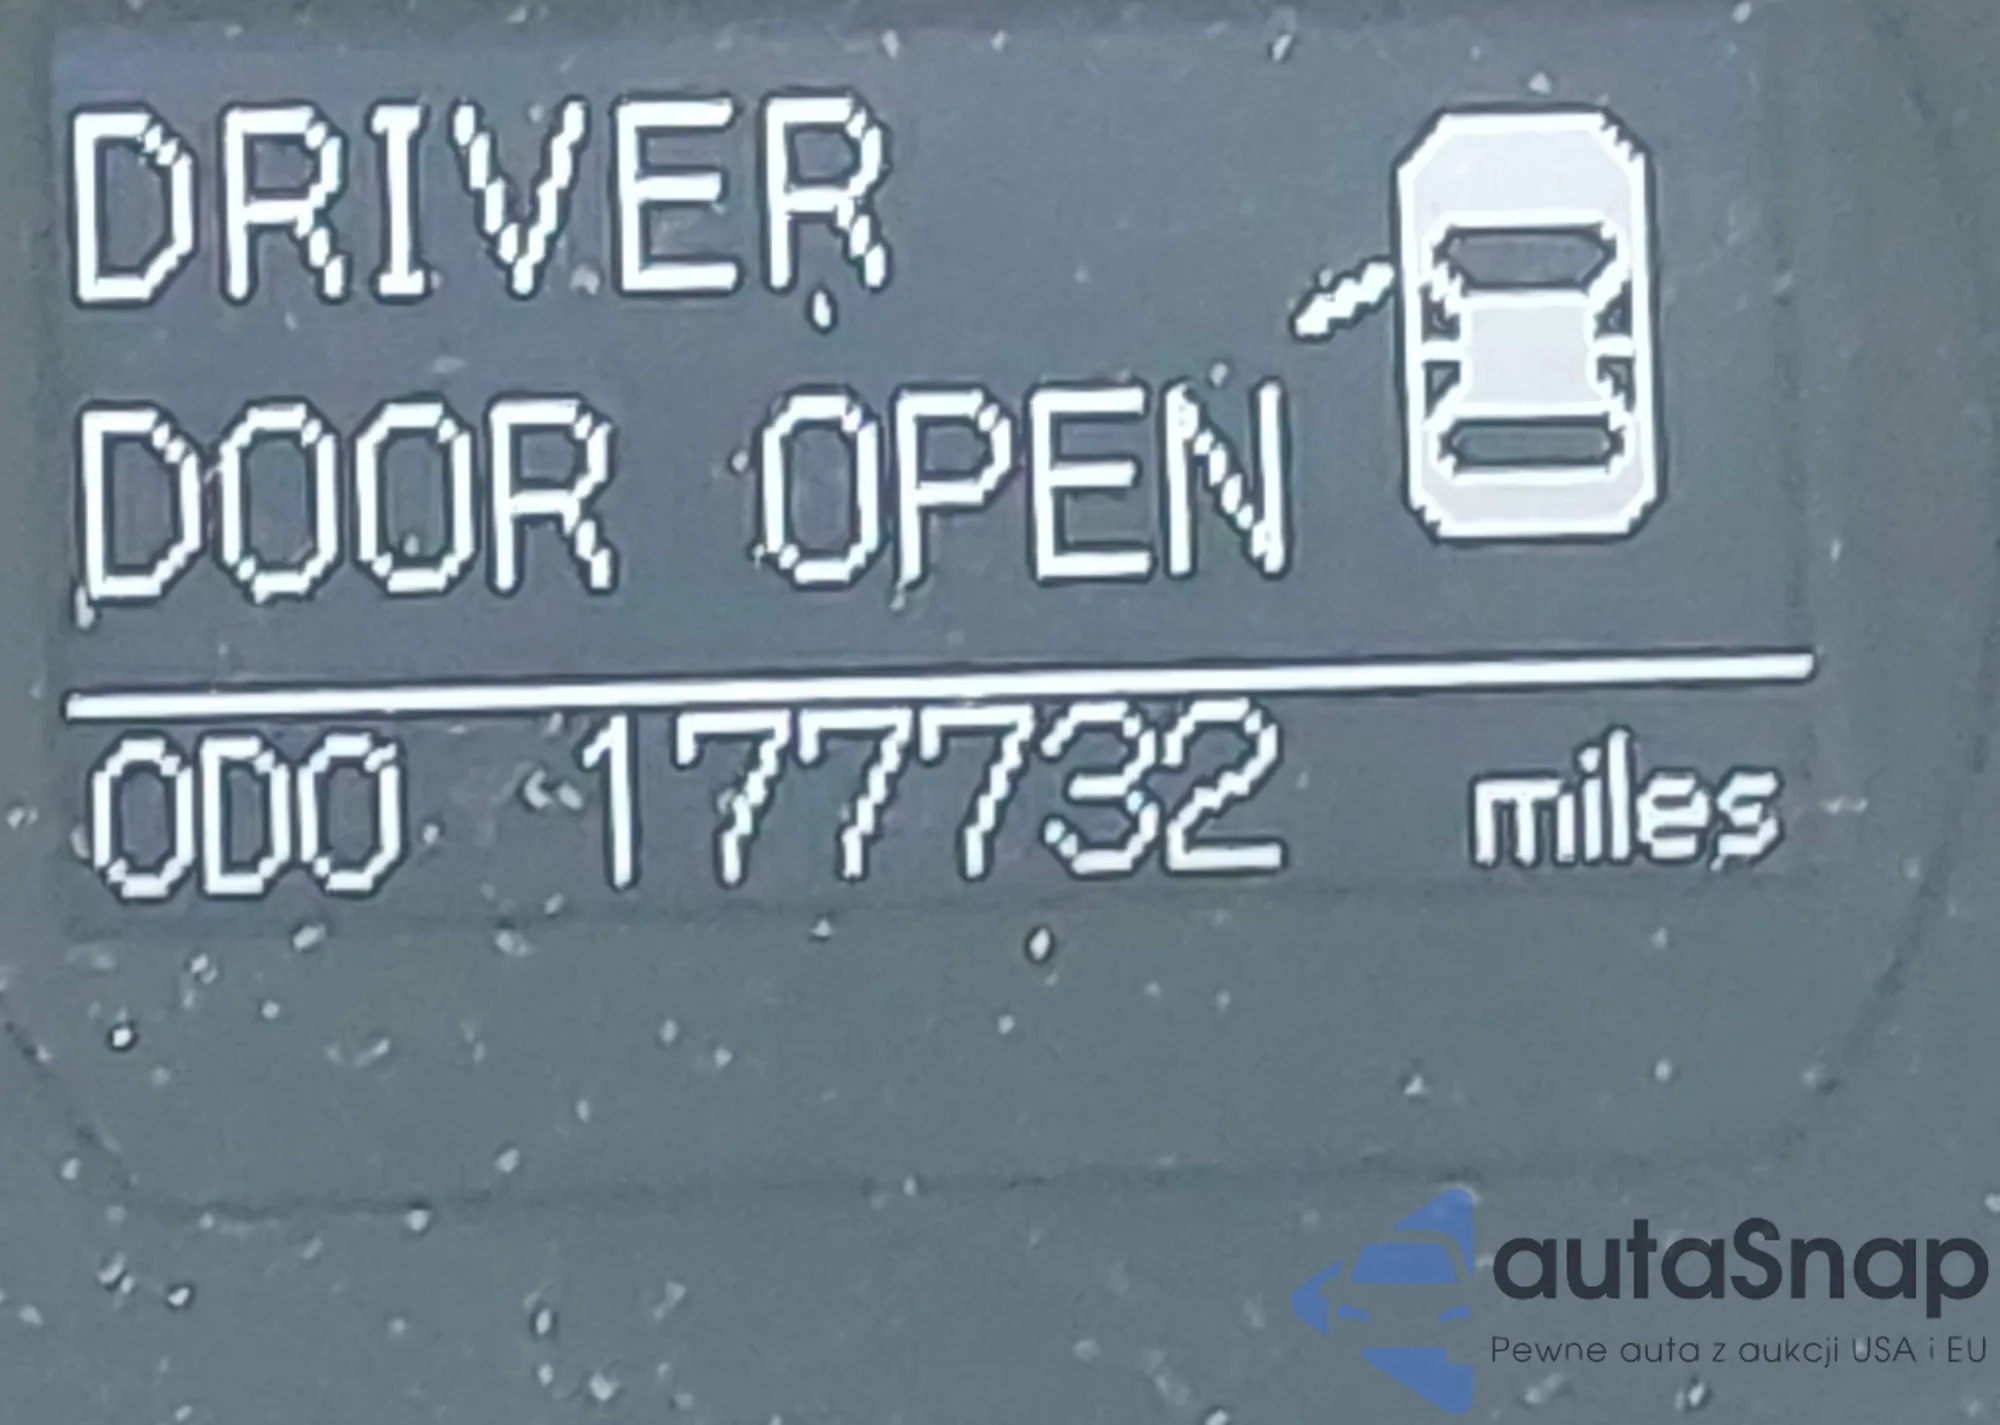 DRIVER
DOOR OPEN
ODO 177732 miles
autaSnap
Pewne auta z aukcji USA i EU